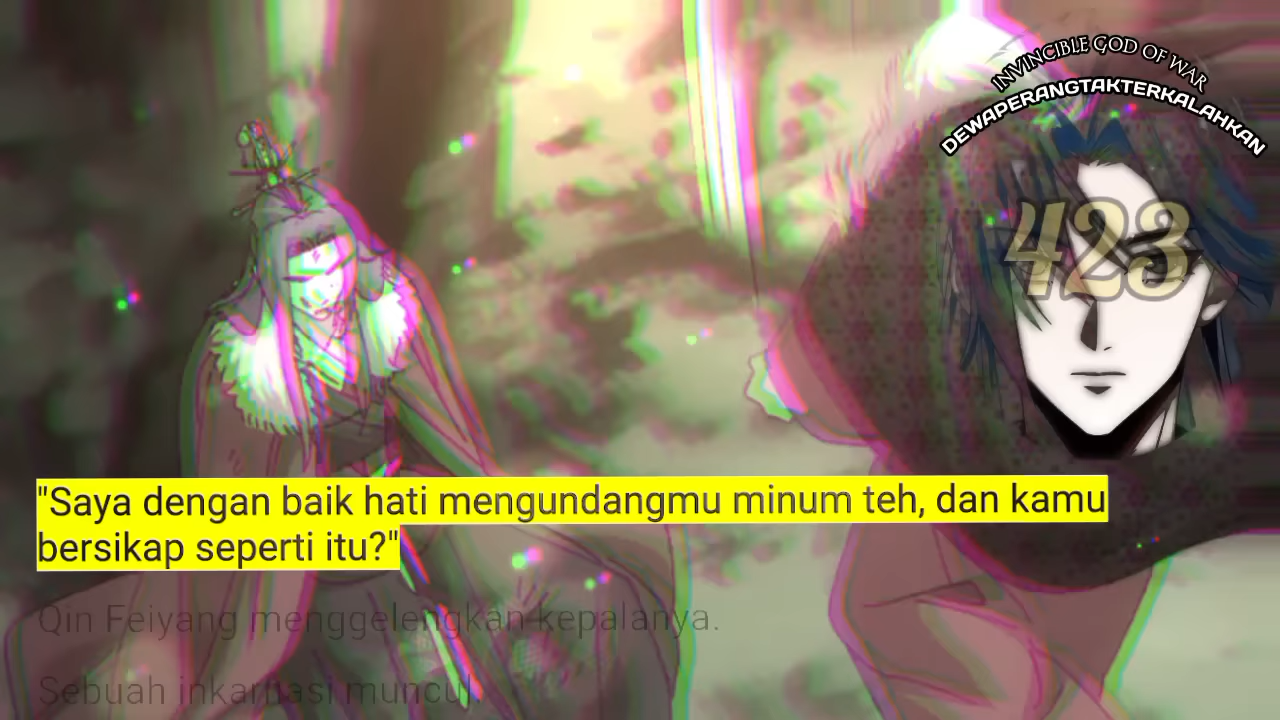 INVINCIBLE GOD OF WAR
DEWAPERANGTAKTERKALAHKAN
423
"Saya dengan baik hati mengundangmu minum teh, dan kamu
bersikap seperti itu?"
Qin Feiyang menggelengkan kepalanya.
Sebuah inkarnasi muncul.